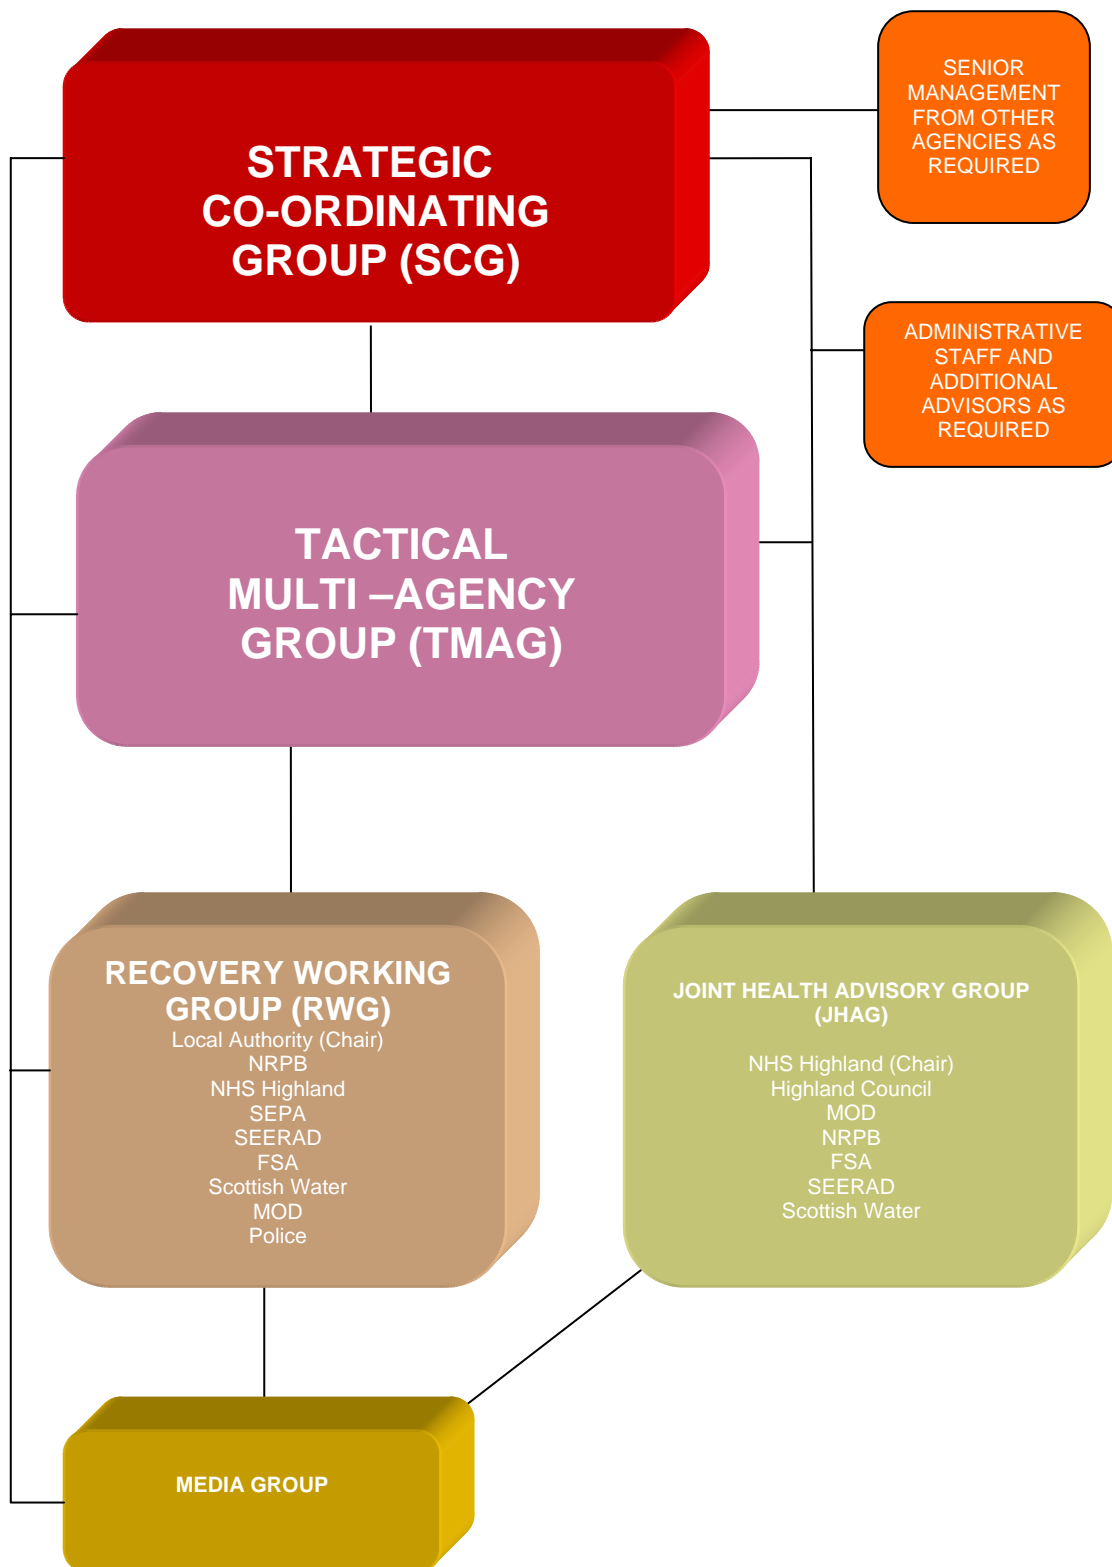 STRATEGIC
CO-ORDINATING
GROUP (SCG)
SENIOR
MANAGEMENT
FROM OTHER
AGENCIES AS
REQUIRED
ADMINISTRATIVE
STAFF AND
ADDITIONAL
ADVISORS AS
REQUIRED
TACTICAL
MULTI –AGENCY
GROUP (TMAG)
RECOVERY WORKING
GROUP (RWG)
Local Authority (Chair)
NRPB
NHS Highland
SEPA
SEERAD
FSA
Scottish Water
MOD
Police
JOINT HEALTH ADVISORY GROUP
(JHAG)
NHS Highland (Chair)
Highland Council
MOD
NRPB
FSA
SEERAD
Scottish Water
MEDIA GROUP